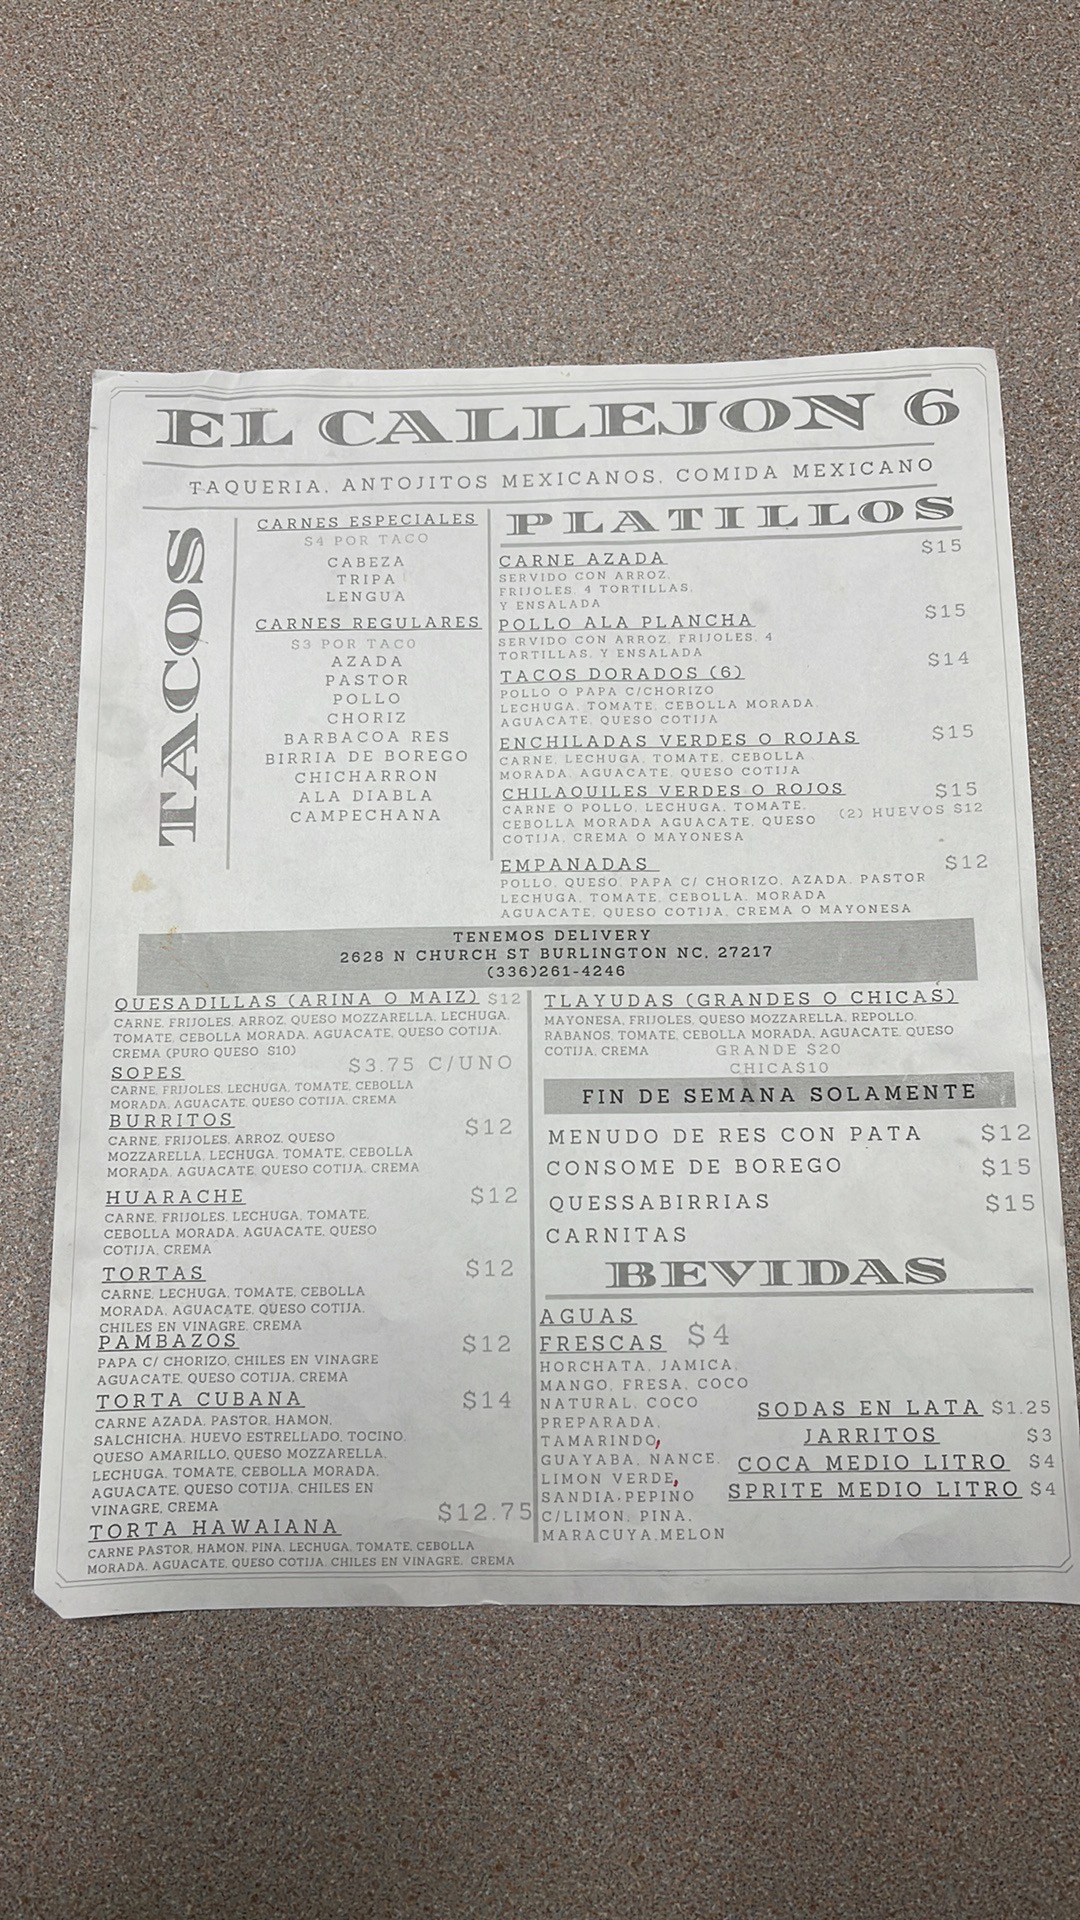 EL CALLEJON 6
TAQUERIA, ANTOJITOS MEXICANOS, COMIDA MEXICANO
TACOS
CARNES ESPECIALES
$4 POR TACO
CABEZA
TRIPA
LENGUA
CARNES REGULARES
$3 POR TACO
AZADA
PASTOR
POLLO
CHORIZ
BARBACOA RES
BIRRIA DE BOREGO
CHICHARRON
ALA DIABLA
CAMPECHANA
PLATILLOS
CARNE AZADA $15
SERVIDO CON ARROZ,
FRIJOLES, 4 TORTILLAS,
Y ENSALADA
POLLO ALA PLANCHA $15
SERVIDO CON ARROZ, FRIJOLES, 4
TORTILLAS, Y ENSALADA
TACOS DORADOS (6) $14
POLLO O PAPA C/CHORIZO
LECHUGA, TOMATE, CEBOLLA MORADA,
AGUACATE, QUESO COTIJA
ENCHILADAS VERDES O ROJAS $15
CARNE, LECHUGA, TOMATE, CEBOLLA
MORADA, AGUACATE, QUESO COTIJA
CHILAQUILES VERDES O ROJOS $15
CARNE O POLLO, LECHUGA, TOMATE, (2) HUEVOS $12
CEBOLLA MORADA AGUACATE, QUESO
COTIJA, CREMA O MAYONESA
EMPANADAS $12
POLLO, QUESO, PAPA C/ CHORIZO, AZADA, PASTOR
LECHUGA, TOMATE, CEBOLLA, MORADA
AGUACATE, QUESO COTIJA, CREMA O MAYONESA
TENEMOS DELIVERY
2628 N CHURCH ST BURLINGTON NC, 27217
(336)261-4246
QUESADILLAS (ARINA O MAIZ) $12
CARNE, FRIJOLES, ARROZ, QUESO MOZZARELLA, LECHUGA,
TOMATE, CEBOLLA MORADA, AGUACATE, QUESO COTIJA,
CREMA (PURO QUESO $10)
SOPES $3.75 C/UNO
CARNE, FRIJOLES, LECHUGA, TOMATE, CEBOLLA
MORADA, AGUACATE, QUESO COTIJA, CREMA
BURRITOS $12
CARNE, FRIJOLES, ARROZ, QUESO
MOZZARELLA, LECHUGA, TOMATE, CEBOLLA
MORADA, AGUACATE, QUESO COTIJA, CREMA
HUARACHE $12
CARNE, FRIJOLES, LECHUGA, TOMATE,
CEBOLLA MORADA, AGUACATE, QUESO
COTIJA, CREMA
TORTAS $12
CARNE, LECHUGA, TOMATE, CEBOLLA
MORADA, AGUACATE, QUESO COTIJA,
CHILES EN VINAGRE, CREMA
PAMBAZOS $12
PAPA C/ CHORIZO, CHILES EN VINAGRE
AGUACATE, QUESO COTIJA, CREMA
TORTA CUBANA $14
CARNE AZADA, PASTOR, HAMON,
SALCHICHA, HUEVO ESTRELLADO, TOCINO,
QUESO AMARILLO, QUESO MOZZARELLA,
LECHUGA, TOMATE, CEBOLLA MORADA,
AGUACATE, QUESO COTIJA, CHILES EN
VINAGRE, CREMA
TORTA HAWAIANA $12.75
CARNE PASTOR, HAMON, PINA, LECHUGA, TOMATE, CEBOLLA
MORADA, AGUACATE, QUESO COTIJA, CHILES EN VINAGRE, CREMA
TLAYUDAS (GRANDES O CHICAS)
MAYONESA, FRIJOLES, QUESO MOZZARELLA, REPOLLO,
RABANOS, TOMATE, CEBOLLA MORADA, AGUACATE, QUESO
COTIJA, CREMA GRANDE $20
CHICA$10
FIN DE SEMANA SOLAMENTE
MENUDO DE RES CON PATA $12
CONSOME DE BOREGO $15
QUESSABIRRIAS $15
CARNITAS
BEVIDAS
AGUAS
FRESCAS $4
HORCHATA, JAMICA,
MANGO, FRESA, COCO
NATURAL, COCO
PREPARADA,
TAMARINDO,
GUAYABA, NANCE,
LIMON VERDE,
SANDIA,PEPINO
C/LIMON, PINA,
MARACUYA,MELON
SODAS EN LATA $1.25
JARRITOS $3
COCA MEDIO LITRO $4
SPRITE MEDIO LITRO $4